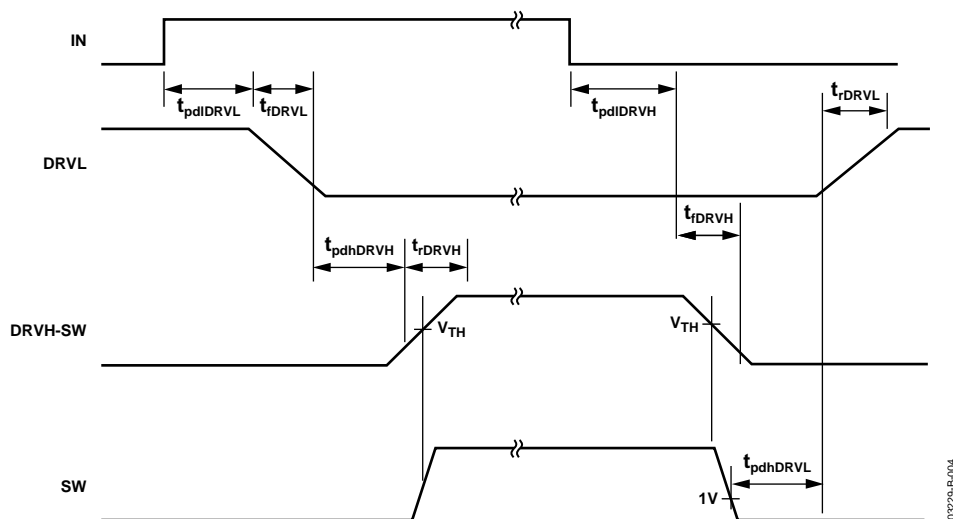 IN
tpdlDRVL
tfDRVL
tpdlDRVH
trDRVL
DRVL
tfDRVH
tpdhDRVH
trDRVH
DRVH-SW
VTH
VTH
tpdhDRVL
SW
1V
03229-B-004